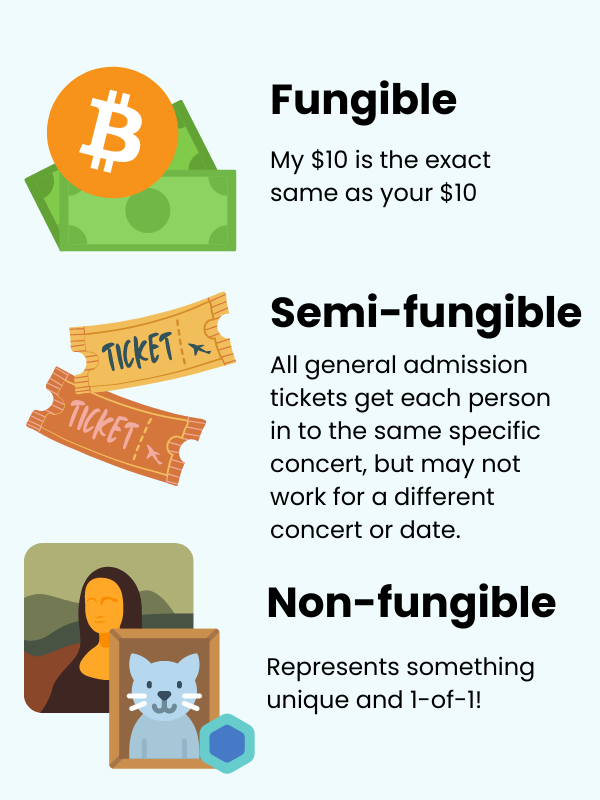 Fungible
My $10 is the exact
same as your $10
TICKET
TICKET
Semi-fungible
All general admission
tickets get each person
in to the same specific
concert, but may not
work for a different
concert or date.
Non-fungible
Represents something
unique and 1-of-1!